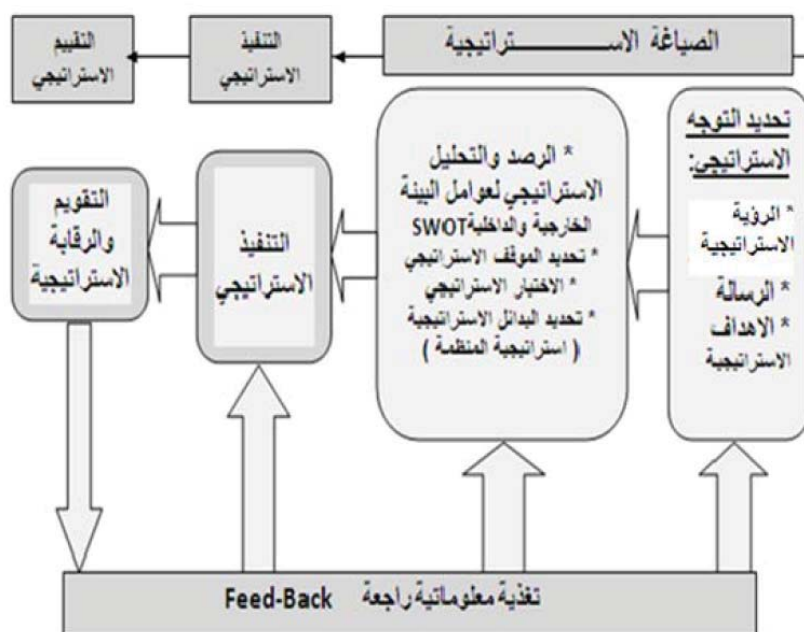 الصياغة الاستراتيجية
التنفيذ
الاستراتيجي
التقييم
الاستراتيجي
تحديد التوجه
الاستراتيجي:
* الرؤية
الاستراتيجية
* الرسالة
* الاهداف
الاستراتيجية
* الرصد والتحليل
الاستراتيجي لعوامل البيئة
الخارجية والداخلية SWOT
* تحديد الموقف الاستراتيجي
* الاختيار الاستراتيجي
* تحديد البدائل الاستراتيجية
( استراتيجية المنظمة )
التنفيذ
الاستراتيجي
التقويم
والرقابة
الاستراتيجية
تغذية معلوماتية راجعة Feed-Back